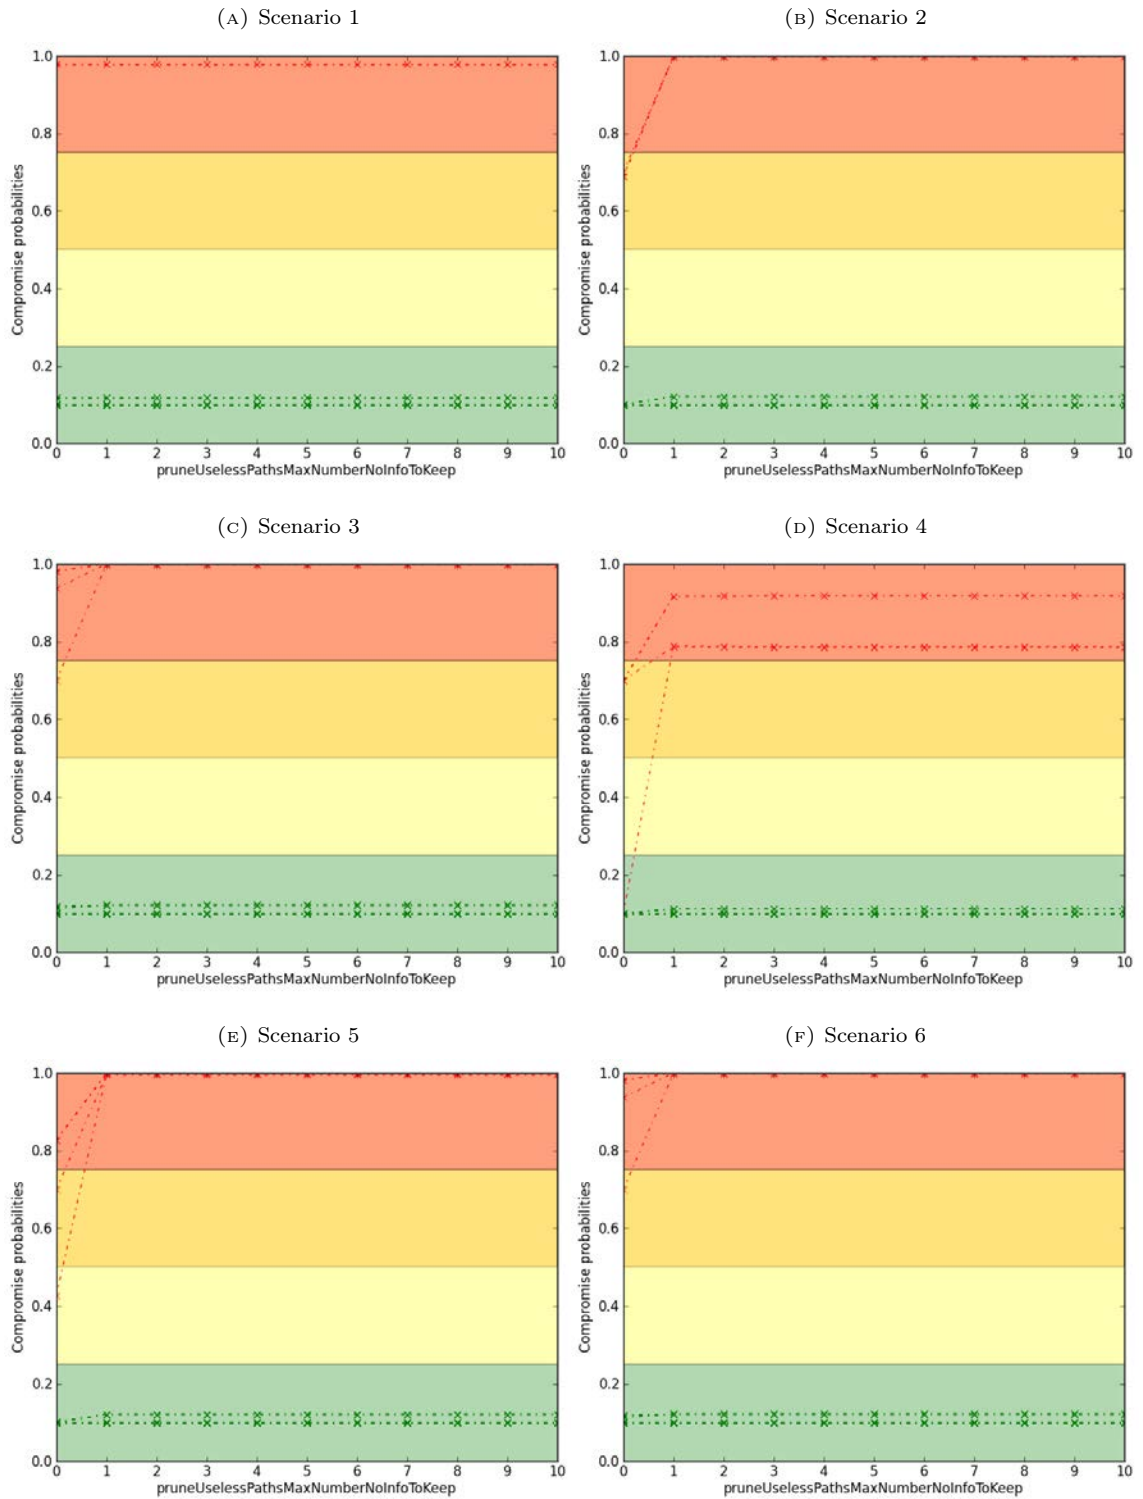 (A) Scenario 1
1.0
0.8
0.6
0.4
0.2
0.0
Compromise probabilities
0 1 2 3 4 5 6 7 8 9 10
pruneUselessPathsMaxNumberNoInfoToKeep
(B) Scenario 2
1.0
0.8
0.6
0.4
0.2
0.0
Compromise probabilities
0 1 2 3 4 5 6 7 8 9 10
pruneUselessPathsMaxNumberNoInfoToKeep
(C) Scenario 3
1.0
0.8
0.6
0.4
0.2
0.0
Compromise probabilities
0 1 2 3 4 5 6 7 8 9 10
pruneUselessPathsMaxNumberNoInfoToKeep
(D) Scenario 4
1.0
0.8
0.6
0.4
0.2
0.0
Compromise probabilities
0 1 2 3 4 5 6 7 8 9 10
pruneUselessPathsMaxNumberNoInfoToKeep
(E) Scenario 5
1.0
0.8
0.6
0.4
0.2
0.0
Compromise probabilities
0 1 2 3 4 5 6 7 8 9 10
pruneUselessPathsMaxNumberNoInfoToKeep
(F) Scenario 6
1.0
0.8
0.6
0.4
0.2
0.0
Compromise probabilities
0 1 2 3 4 5 6 7 8 9 10
pruneUselessPathsMaxNumberNoInfoToKeep